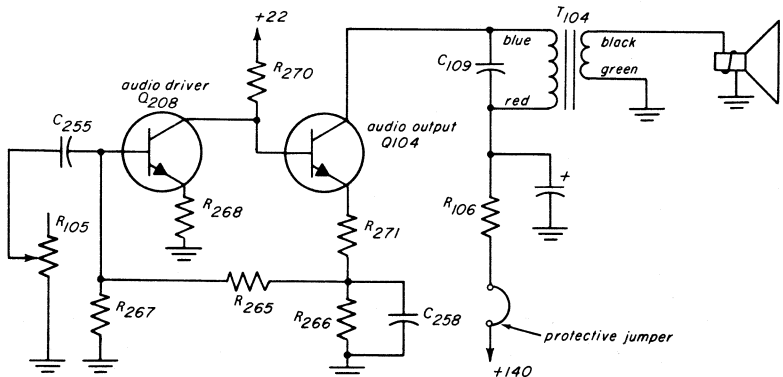 T104
+22
blue
black
R270
C109
green
audio driver
Q208
red
audio output
Q104
C255
+
R105
R268
R106
R271
R265
R267
R266
C258
protective jumper
+140